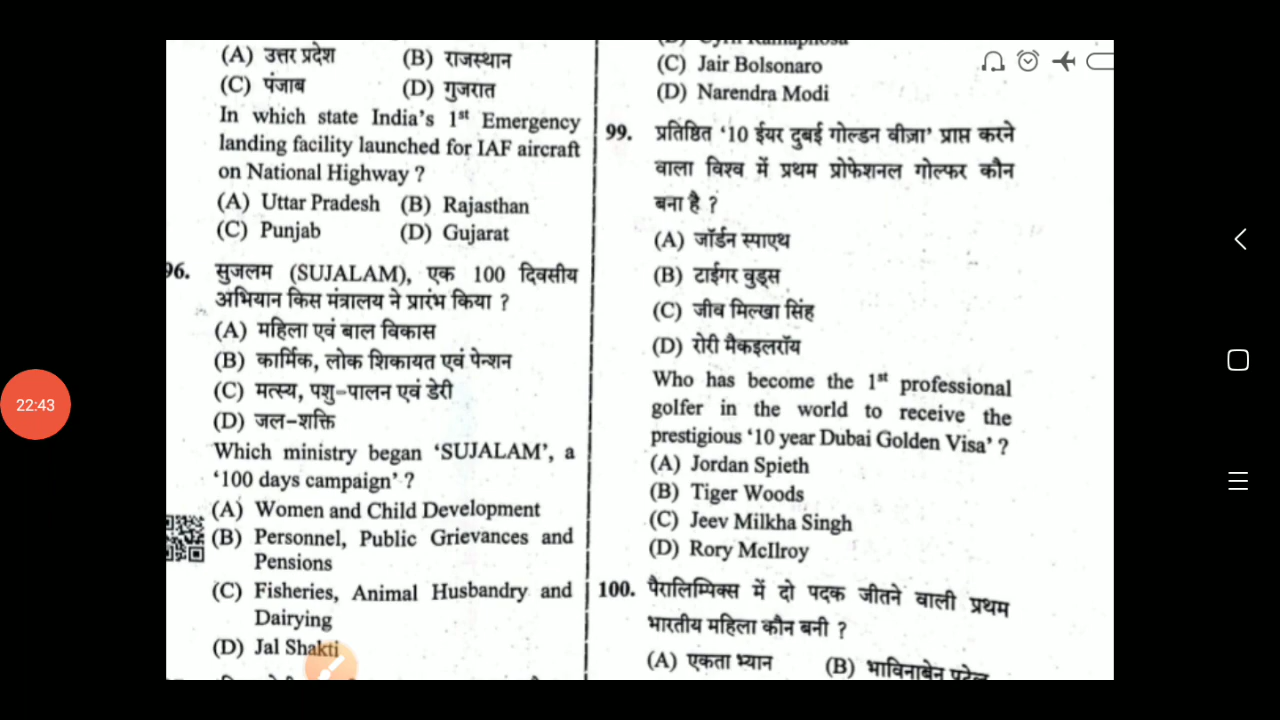 (A) उत्तर प्रदेश (B) राजस्थान
(C) पंजाब (D) गुजरात
In which state India's 1st Emergency
landing facility launched for IAF aircraft
on National Highway ?
(A) Uttar Pradesh (B) Rajasthan
(C) Punjab (D) Gujarat
96. सुजलम (SUJALAM), एक 100 दिवसीय
अभियान किस मंत्रालय ने प्रारंभ किया ?
(A) महिला एवं बाल विकास
(B) कार्मिक, लोक शिकायत एवं पेन्शन
(C) मत्स्य, पशु-पालन एवं डेरी
(D) जल-शक्ति
Which ministry began 'SUJALAM', a
'100 days campaign' ?
(A) Women and Child Development
(B) Personnel, Public Grievances and
Pensions
(C) Fisheries, Animal Husbandry and
Dairying
(D) Jal Shakti
(B) Cyril Ramaphosa
(C) Jair Bolsonaro
(D) Narendra Modi
99. प्रतिष्ठित '10 ईयर दुबई गोल्डन वीज़ा' प्राप्त करने
वाला विश्व में प्रथम प्रोफेशनल गोल्फर कौन
बना है ?
(A) जॉर्डन स्पाएथ
(B) टाईगर वुड्स
(C) जीव मिल्खा सिंह
(D) रोरी मैकइलरॉय
Who has become the 1st professional
golfer in the world to receive the
prestigious '10 year Dubai Golden Visa' ?
(A) Jordan Spieth
(B) Tiger Woods
(C) Jeev Milkha Singh
(D) Rory McIlroy
100. पैरालिम्पिक्स में दो पदक जीतने वाली प्रथम
भारतीय महिला कौन बनी ?
(A) एकता भ्यान (B) भाविनाबेन पटेल
22:43